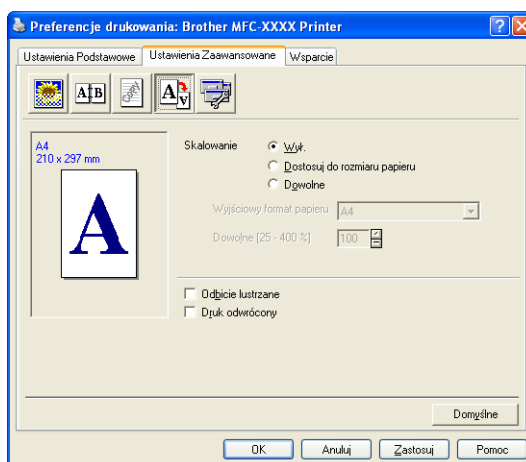 Preferencje drukowania: Brother MFC-XXXX Printer
Ustawienia Podstawowe
Ustawienia Zaawansowane
Wsparcie
A4
210 x 297 mm
A
Skalowanie
Wył.
Dostosuj do rozmiaru papieru
Dowolne
Wyjściowy format papieru
A4
Dowolne [25 - 400 %]
100
Odbicie lustrzane
Druk odwrócony
Domyślne
OK
Anuluj
Zastosuj
Pomoc